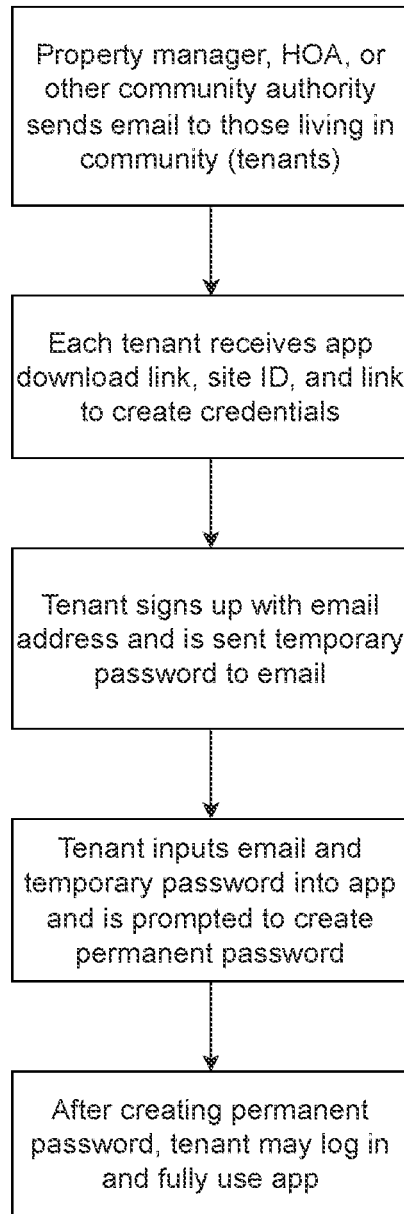 Property manager, HOA, or
other community authority
sends email to those living in
community (tenants)
Each tenant receives app
download link, site ID, and link
to create credentials
Tenant signs up with email
address and is sent temporary
password to email
Tenant inputs email and
temporary password into app
and is prompted to create
permanent password
After creating permanent
password, tenant may log in
and fully use app